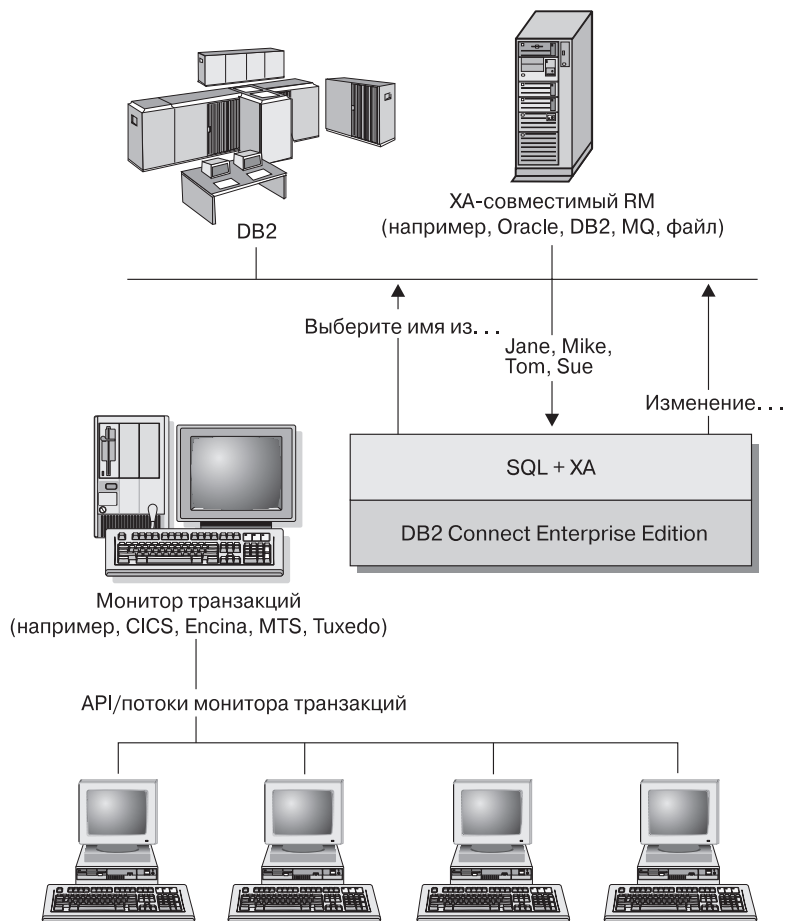 DB2
XA-совместимый RM
(например, Oracle, DB2, MQ, файл)
Выберите имя из. . .
Jane, Mike,
Tom, Sue
Изменение. . .
SQL + XA
DB2 Connect Enterprise Edition
Монитор транзакций
(например, CICS, Encina, MTS, Tuxedo)
API/потоки монитора транзакций